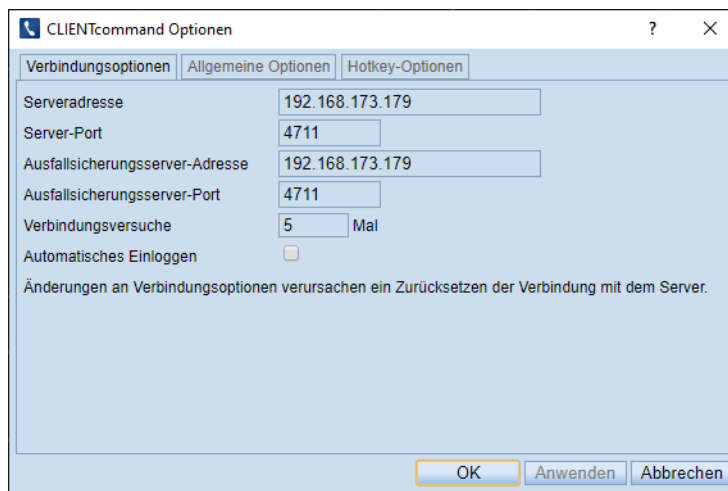 CLIENTcommand Optionen ?
Verbindungsoptionen Allgemeine Optionen Hotkey-Optionen
Serveradresse 192.168.173.179
Server-Port 4711
Ausfallsicherungsserver-Adresse 192.168.173.179
Ausfallsicherungsserver-Port 4711
Verbindungsversuche 5 Mal
Automatisches Einloggen
Änderungen an Verbindungsoptionen verursachen ein Zurücksetzen der Verbindung mit dem Server.
OK Anwenden Abbrechen